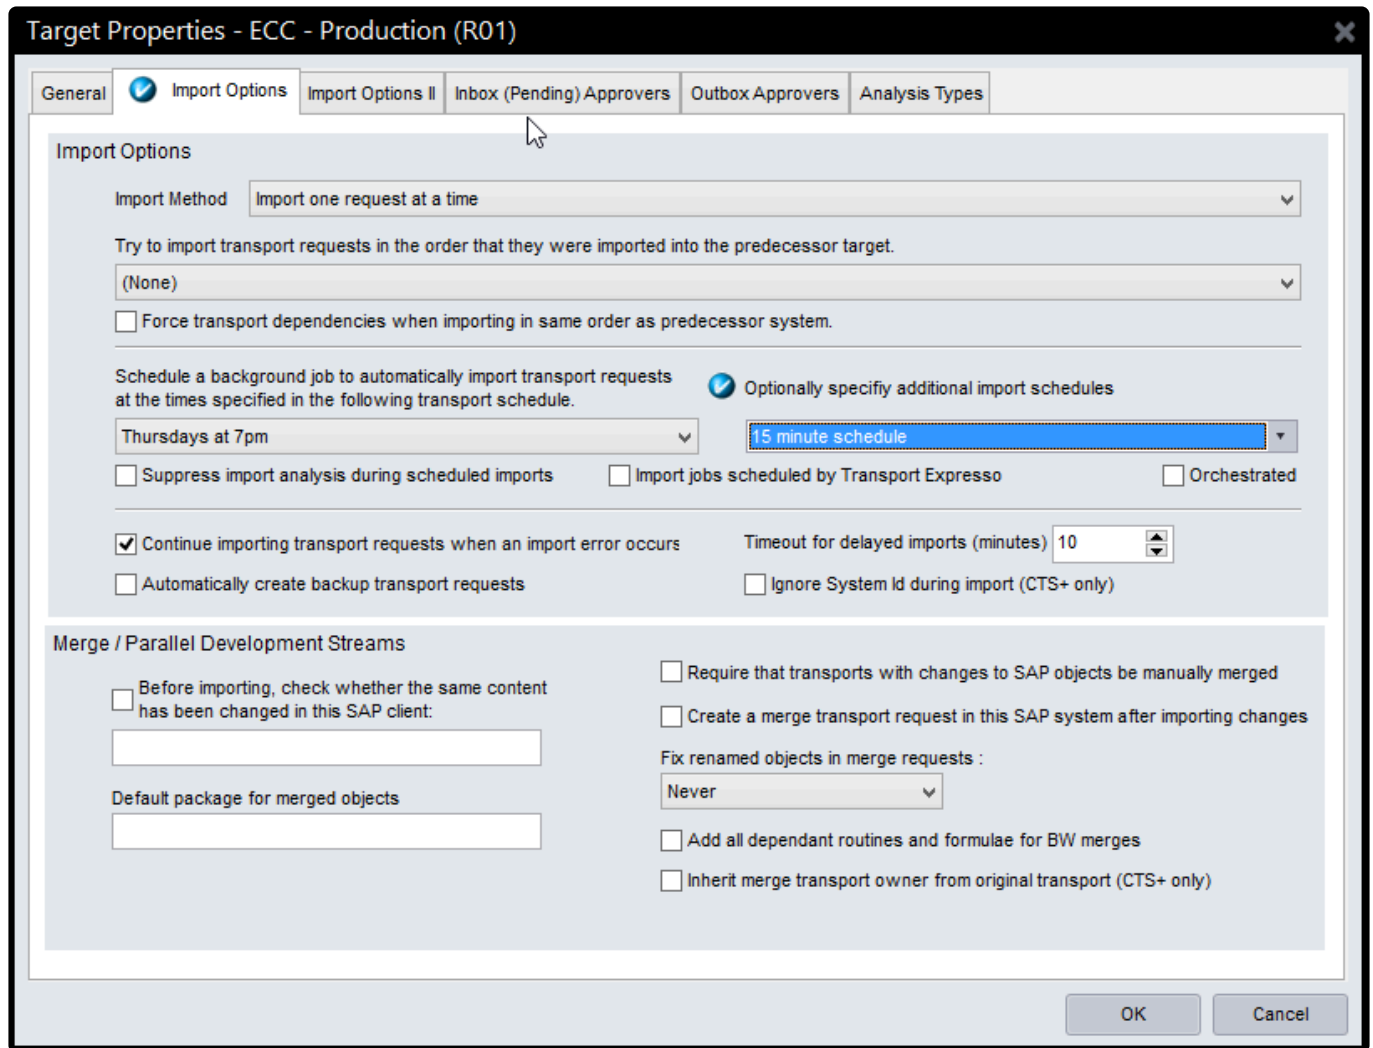 Target Properties - ECC - Production (R01)
General
Import Options
Import Options II
Inbox (Pending) Approvers
Outbox Approvers
Analysis Types
Import Options
Import Method
Import one request at a time
Try to import transport requests in the order that they were imported into the predecessor target.
(None)
Force transport dependencies when importing in same order as predecessor system.
Schedule a background job to automatically import transport requests
at the times specified in the following transport schedule.
Optionally specifiy additional import schedules
Thursdays at 7pm
15 minute schedule
Suppress import analysis during scheduled imports
Import jobs scheduled by Transport Expresso
Orchestrated
Continue importing transport requests when an import error occurs
Timeout for delayed imports (minutes)
10
Automatically create backup transport requests
Ignore System Id during import (CTS+ only)
Merge / Parallel Development Streams
Before importing, check whether the same content
has been changed in this SAP client:
Require that transports with changes to SAP objects be manually merged
Create a merge transport request in this SAP system after importing changes
Fix renamed objects in merge requests :
Never
Default package for merged objects
Add all dependant routines and formulae for BW merges
Inherit merge transport owner from original transport (CTS+ only)
OK
Cancel